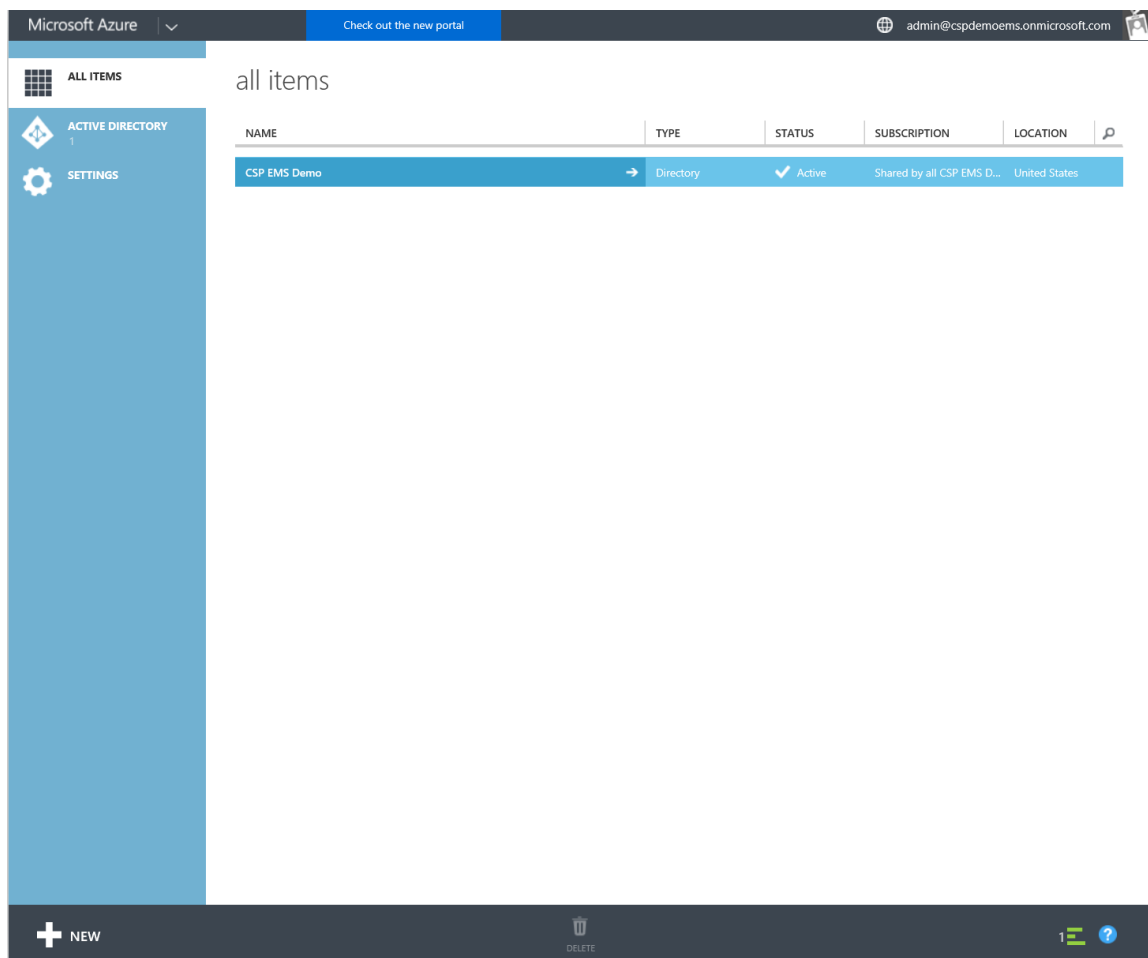 Microsoft Azure
Check out the new portal
admin@cspdemoems.onmicrosoft.com
ALL ITEMS
ACTIVE DIRECTORY
1
SETTINGS
all items
NAME TYPE STATUS SUBSCRIPTION LOCATION
CSP EMS Demo Directory Active Shared by all CSP EMS D... United States
NEW
DELETE
1
?